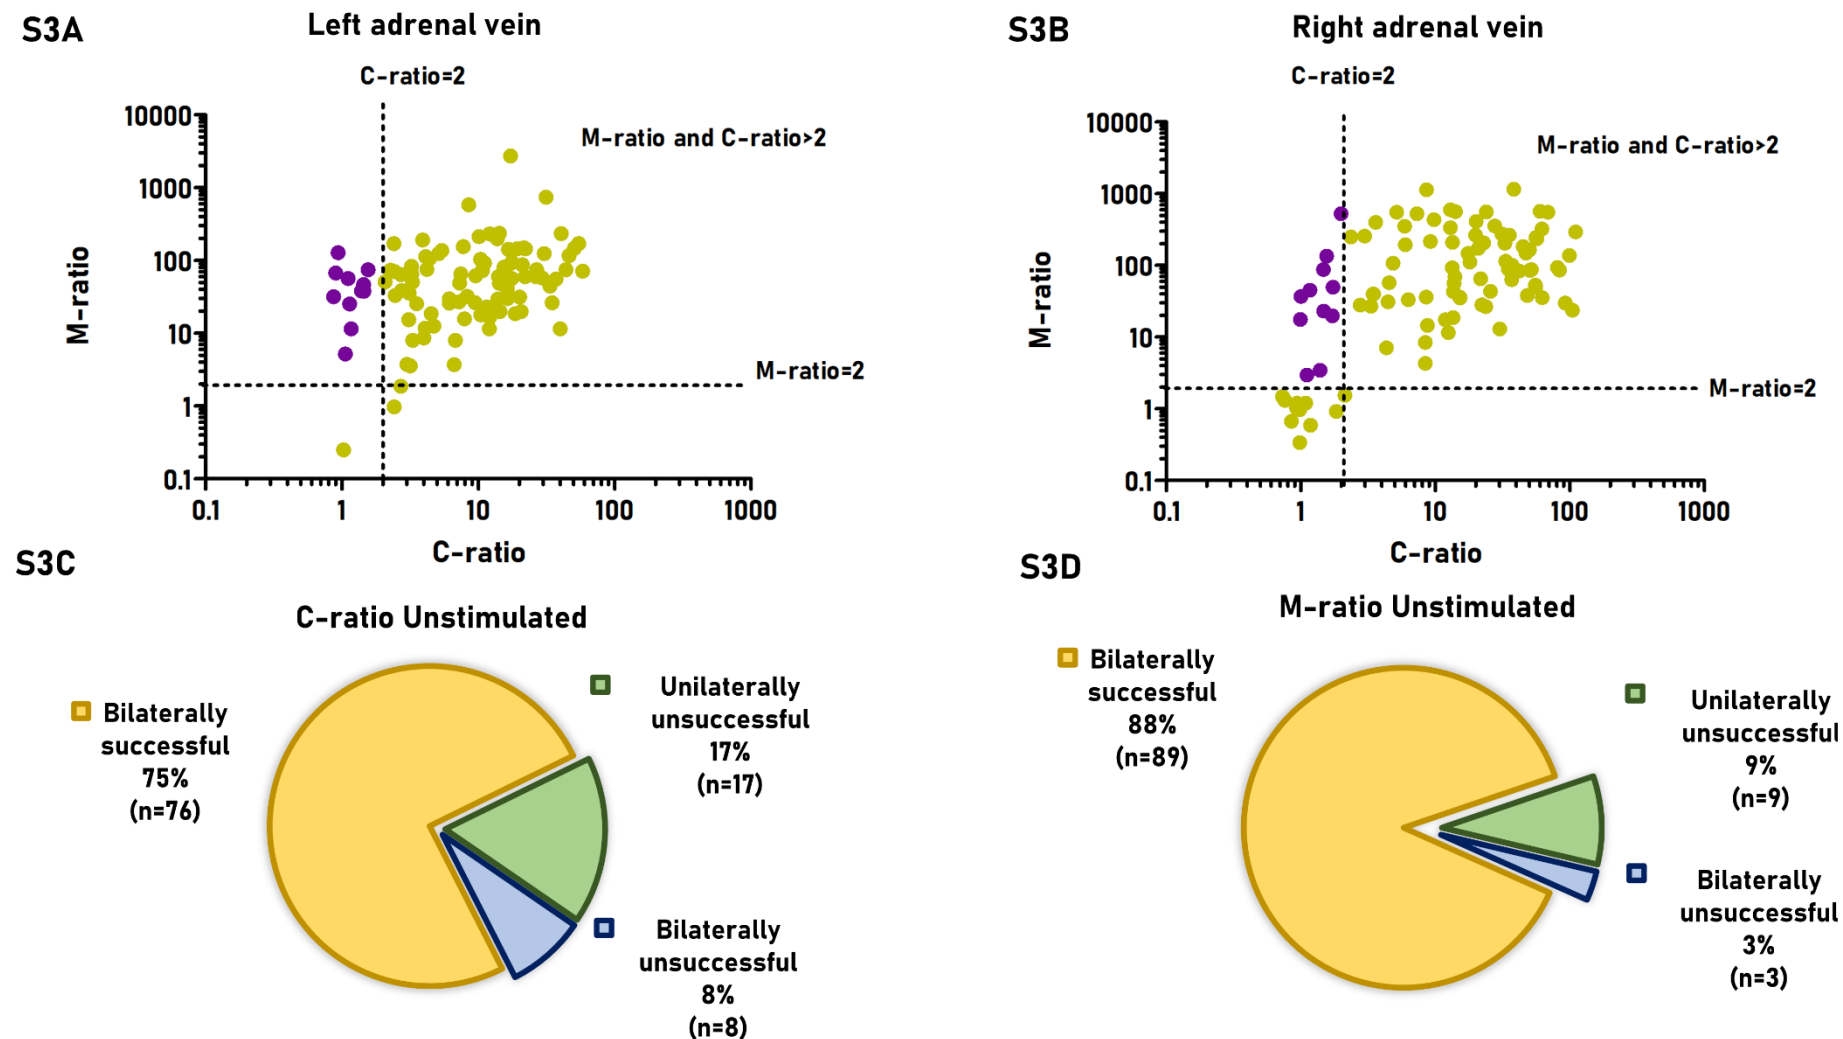 S3A
Left adrenal vein
C-ratio=2
10000
1000
100
10
1
0.1
M-ratio
M-ratio and C-ratio>2
M-ratio=2
0.1
1
10
100
1000
C-ratio
S3B
Right adrenal vein
C-ratio=2
10000
1000
100
10
1
0.1
M-ratio
M-ratio and C-ratio>2
M-ratio=2
0.1
1
10
100
1000
C-ratio
S3C
C-ratio Unstimulated
Bilaterally
successful
75%
(n=76)
Unilaterally
unsuccessful
17%
(n=17)
Bilaterally
unsuccessful
8%
(n=8)
S3D
M-ratio Unstimulated
Bilaterally
successful
88%
(n=89)
Unilaterally
unsuccessful
9%
(n=9)
Bilaterally
unsuccessful
3%
(n=3)